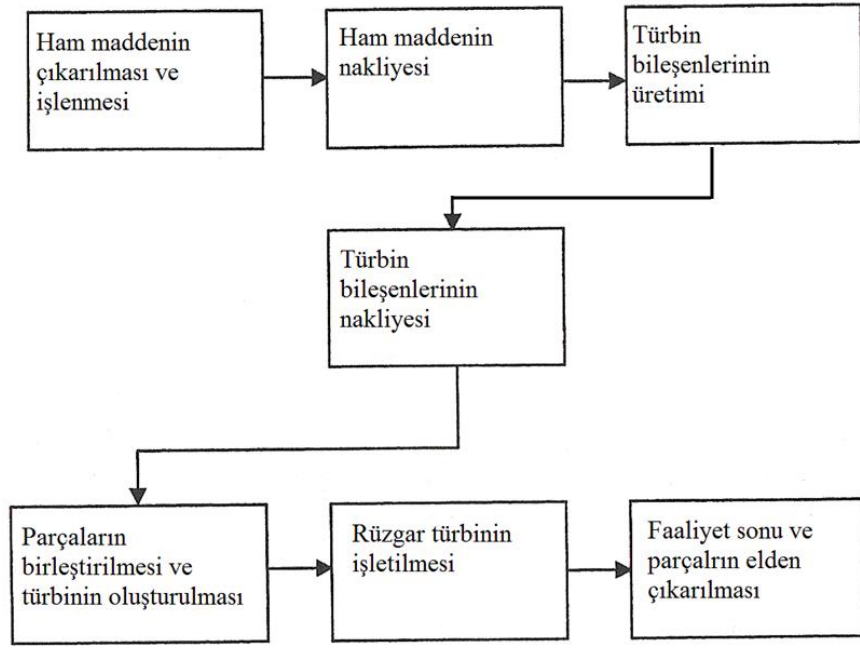 Ham maddenin
çıkarılması ve
işlenmesi
Ham maddenin
nakliyesi
Türbin
bileşenlerinin
üretimi
Türbin
bileşenlerinin
nakliyesi
Parçaların
birleştirilmesi ve
türbinin oluşturulması
Rüzgar türbinin
işletilmesi
Faaliyet sonu ve
parçalrın elden
çıkarılması